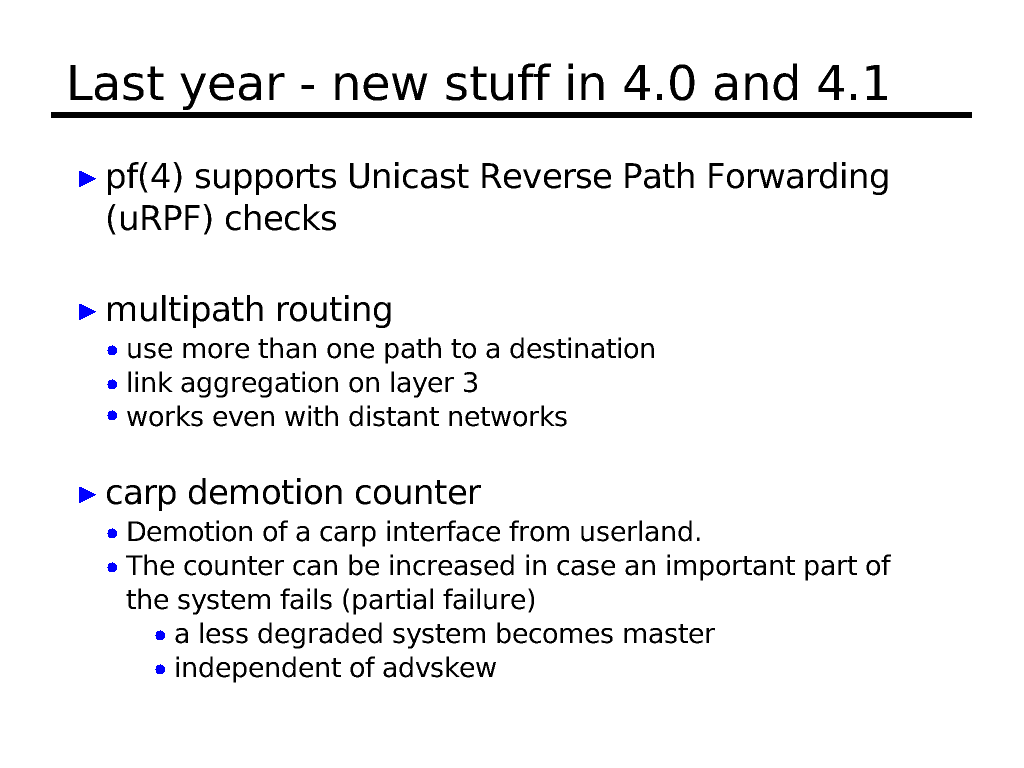 Last year - new stuff in 4.0 and 4.1
pf(4) supports Unicast Reverse Path Forwarding
(uRPF) checks
multipath routing
use more than one path to a destination
link aggregation on layer 3
works even with distant networks
carp demotion counter
Demotion of a carp interface from userland.
The counter can be increased in case an important part of
the system fails (partial failure)
a less degraded system becomes master
independent of advskew